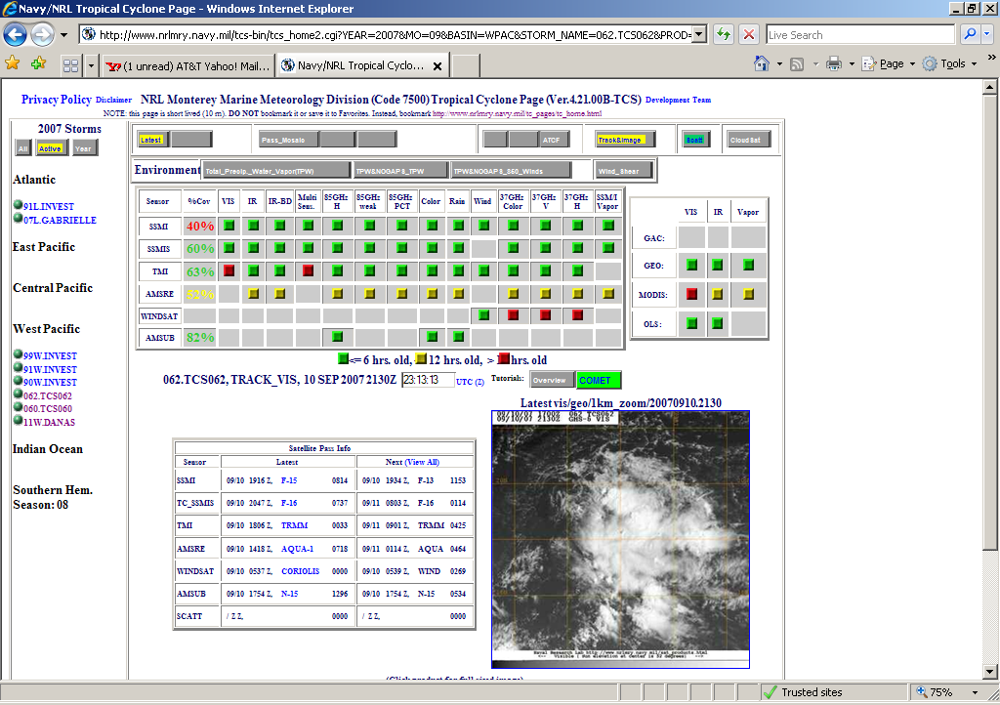 Navy/NRL Tropical Cyclone Page - Windows Internet Explorer
http://www.nrlmry.navy.mil/tcs-bin/tcs_home2.cgi?YEAR=2007&MO=09&BASIN=WPAC&STORM_NAME=062.TCS062&PROD=
Live Search
(1 unread) AT&T Yahoo! Mail...
Navy/NRL Tropical Cyclo...
Page
Tools
Privacy Policy Disclaimer NRL Monterey Marine Meteorology Division (Code 7500) Tropical Cyclone Page (Ver.4.21.00B-TCS) Development Team
NOTE: this page is short lived (10 m). DO NOT bookmark it or save it to Favorites. Instead, bookmark http://www.nrlmry.navy.mil/tc_pages/tc_home.html
2007 Storms
All Active Year
Atlantic
91L.INVEST
07L.GABRIELLE
East Pacific
Central Pacific
West Pacific
99W.INVEST
91W.INVEST
90W.INVEST
062.TCS062
060.TCS060
11W.DANAS
Indian Ocean
Southern Hem.
Season: 08
Latest Pass_Mosaic ATCF Track&Image Scatt CloudSat
Environment Total_Precip._Water_Vapor(TPW) TPW&NOGAPS_TPW TPW&NOGAPS_850_Winds Wind_Shear
Sensor %Cov VIS IR IR-BD Multi Sens. 85GHz H 85GHz weak 85GHz PCT Color Rain Wind 37GHz Color 37GHz V 37GHz H SSM/I Vapor
SSMI 40%
SSMIS 60%
TMI 63%
AMSRE 52%
WINDSAT
AMSUB 82%
VIS IR Vapor
GAC:
GEO:
MODIS:
OLS:
<= 6 hrs. old, 12 hrs. old, > hrs. old
062.TCS062, TRACK_VIS, 10 SEP 2007 2130Z 23:13:13 UTC (?) Tutorials: Overview COMET
Latest vis/geo/1km_zoom/20070910.2130
09/10/07 1700Z 062 TCS062
09/10/07 2130Z GMS-6 VIS
Naval Research Lab http://www.nrlmry.navy.mil/sat_products.html
<-- Visible ( Sun elevation at center is 32 degrees) -->
Satellite Pass Info
Sensor Latest Next (View All)
SSMI 09/10 1916 Z, F-15 0814 09/10 1934 Z, F-13 1153
TC_SSMIS 09/10 2047 Z, F-16 0737 09/11 0803 Z, F-16 0114
TMI 09/10 1806 Z, TRMM 0033 09/11 0901 Z, TRMM 0425
AMSRE 09/10 1418 Z, AQUA-1 0718 09/11 0114 Z, AQUA 0464
WINDSAT 09/10 0537 Z, CORIOLIS 0000 09/10 0539 Z, WIND 0269
AMSUB 09/10 1754 Z, N-15 1296 09/10 1754 Z, N-15 0534
SCATT / Z Z, 0000 / Z Z, 0000
(Click product for full sized image)
Trusted sites
75%